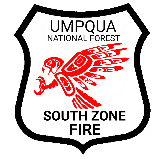 UMPQUA
NATIONAL FOREST
SOUTH ZONE
FIRE